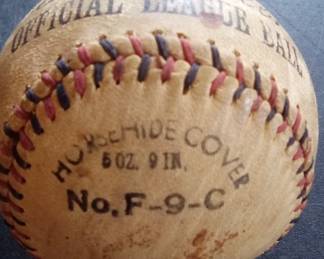 OFFICIAL LEAGUE BALL
HORSEHIDE COVER
5 OZ. 9 IN.
No. F-9-C